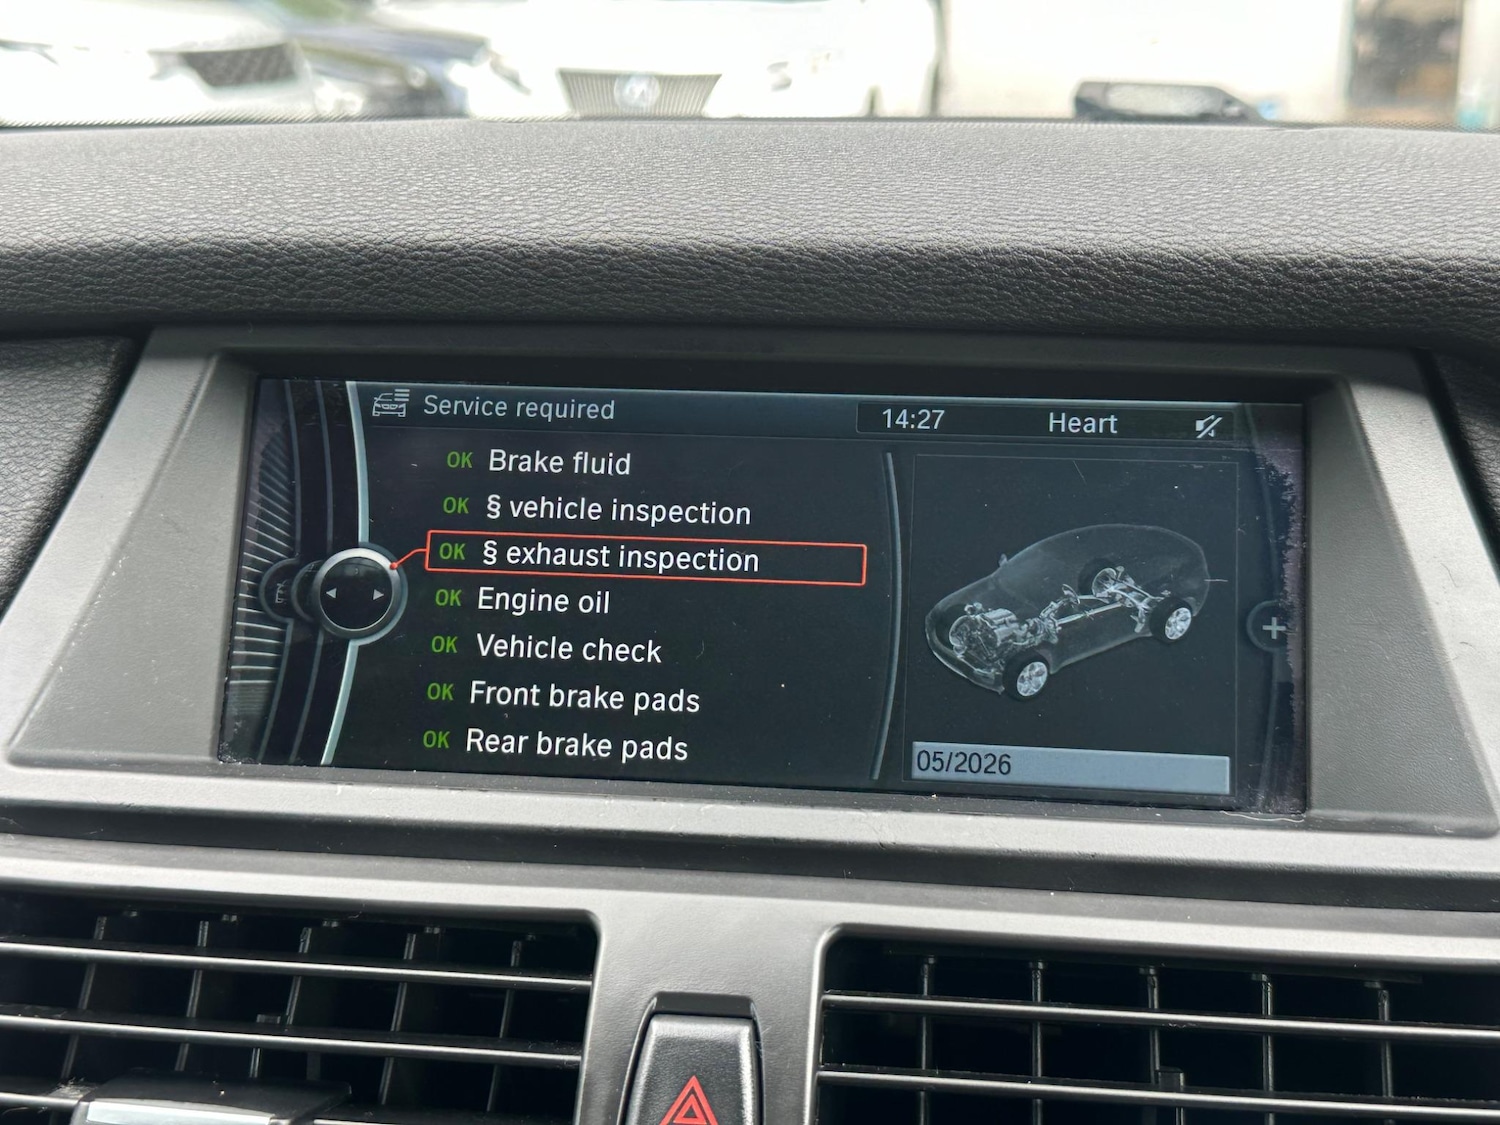 Service required
14:27 Heart
OK Brake fluid
OK § vehicle inspection
OK § exhaust inspection
OK Engine oil
OK Vehicle check
OK Front brake pads
OK Rear brake pads
05/2026